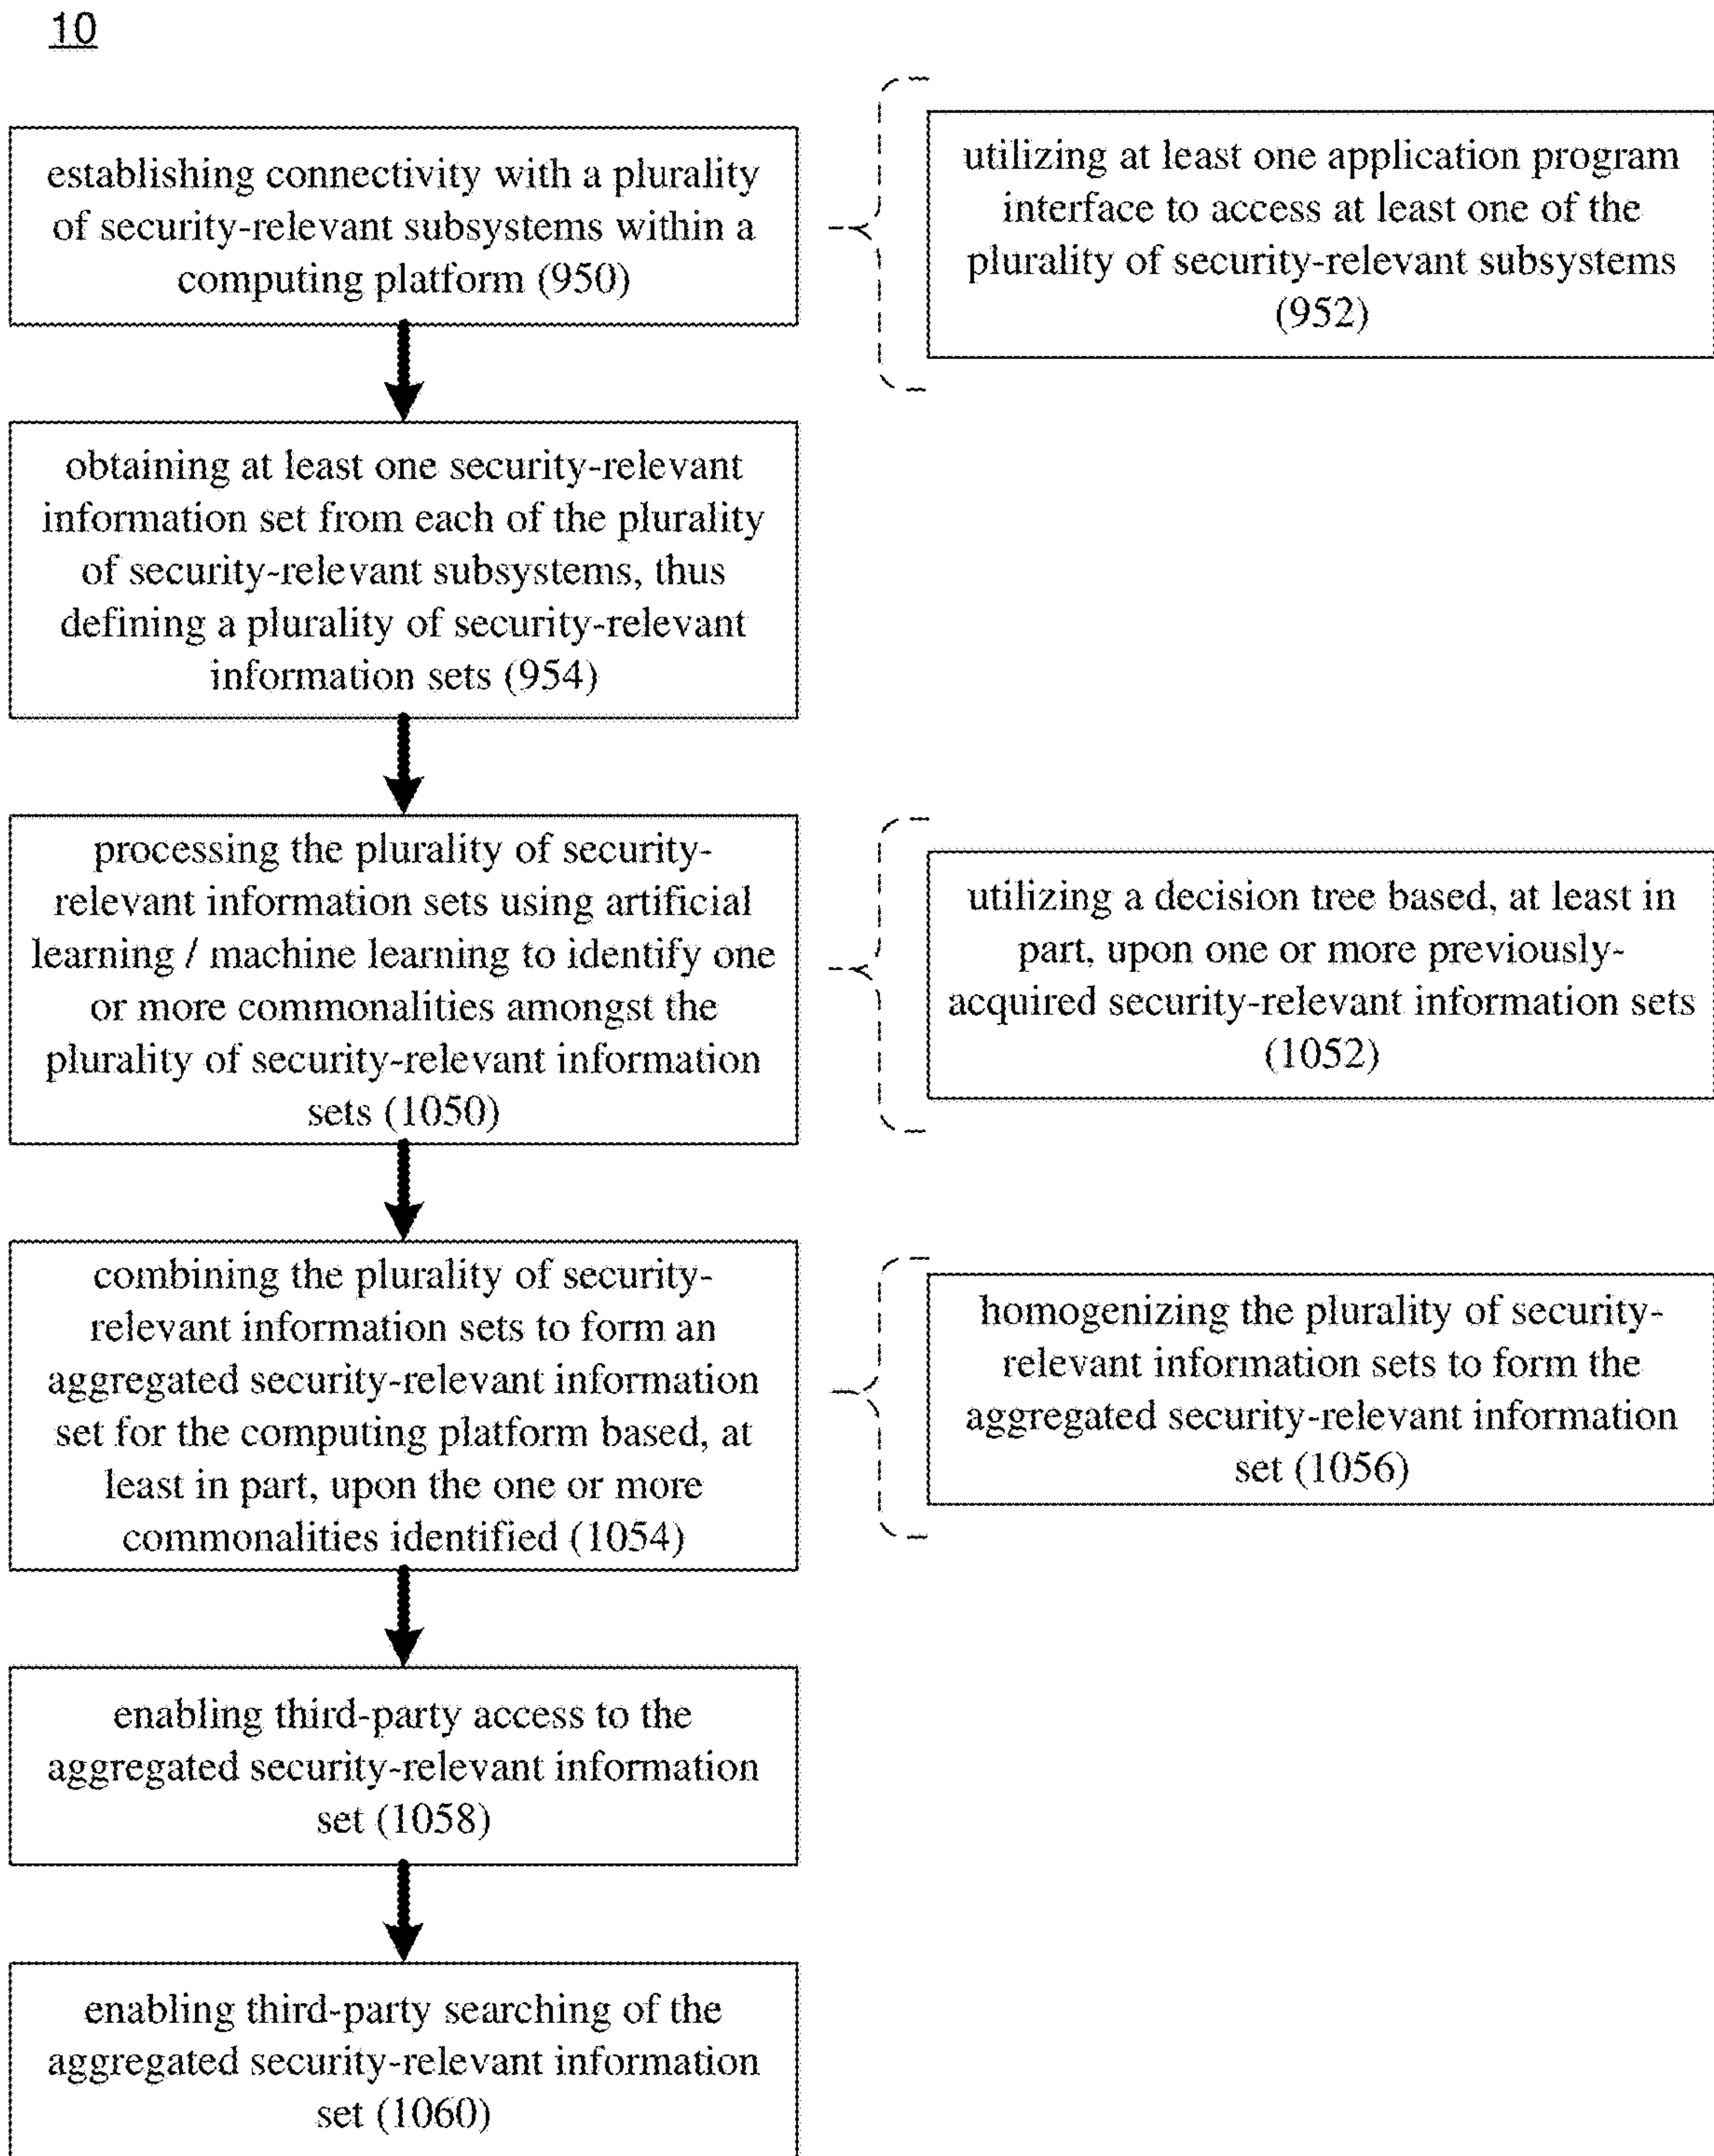 10
establishing connectivity with a plurality
of security-relevant subsystems within a
computing platform (950)
utilizing at least one application program
interface to access at least one of the
plurality of security-relevant subsystems
(952)
obtaining at least one security-relevant
information set from each of the plurality
of security-relevant subsystems, thus
defining a plurality of security-relevant
information sets (954)
processing the plurality of security-
relevant information sets using artificial
learning / machine learning to identify one
or more commonalities amongst the
plurality of security-relevant information
sets (1050)
utilizing a decision tree based, at least in
part, upon one or more previously-
acquired security-relevant information sets
(1052)
combining the plurality of security-
relevant information sets to form an
aggregated security-relevant information
set for the computing platform based, at
least in part, upon the one or more
commonalities identified (1054)
homogenizing the plurality of security-
relevant information sets to form the
aggregated security-relevant information
set (1056)
enabling third-party access to the
aggregated security-relevant information
set (1058)
enabling third-party searching of the
aggregated security-relevant information
set (1060)